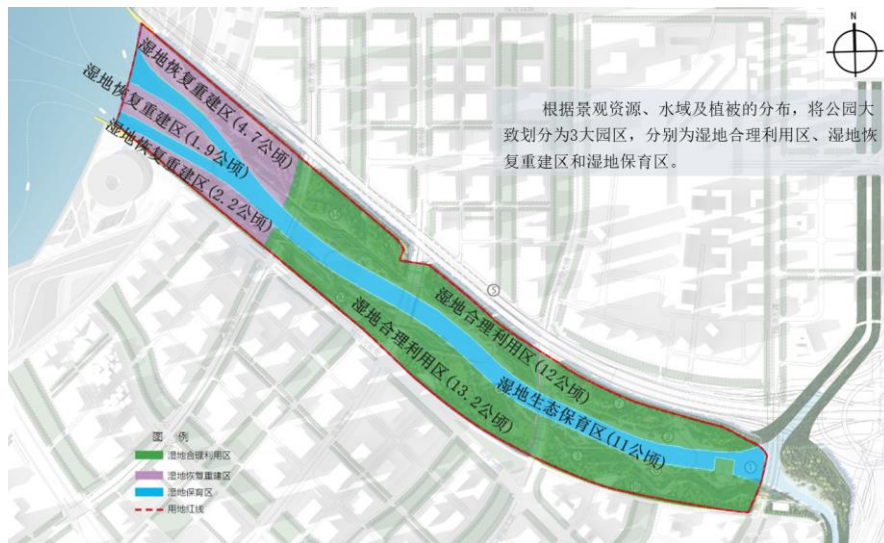 N
根据景观资源、水域及植被的分布，将公园大
致划分为3大园区，分别为湿地合理利用区、湿地恢
复重建区和湿地保育区。
湿地恢复重建区(4.7公顷)
湿地恢复重建区(1.9公顷)
湿地恢复重建区(2.2公顷)
湿地合理利用区(12公顷)
湿地合理利用区(13.2公顷)
湿地生态保育区(11公顷)
图 例
湿地合理利用区
湿地恢复重建区
湿地保育区
用地红线